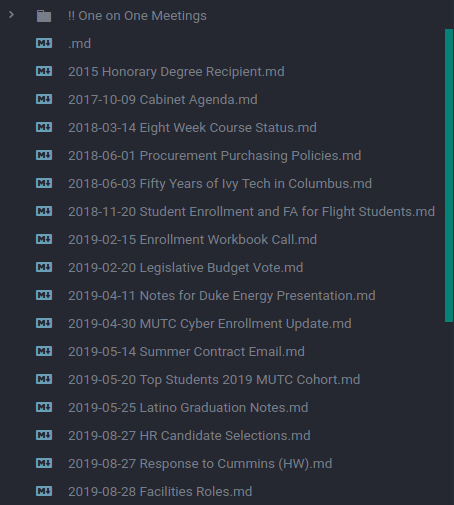 !! One on One Meetings
.md
2015 Honorary Degree Recipient.md
2017-10-09 Cabinet Agenda.md
2018-03-14 Eight Week Course Status.md
2018-06-01 Procurement Purchasing Policies.md
2018-06-03 Fifty Years of Ivy Tech in Columbus.md
2018-11-20 Student Enrollment and FA for Flight Students.md
2019-02-15 Enrollment Workbook Call.md
2019-02-20 Legislative Budget Vote.md
2019-04-11 Notes for Duke Energy Presentation.md
2019-04-30 MUTC Cyber Enrollment Update.md
2019-05-14 Summer Contract Email.md
2019-05-20 Top Students 2019 MUTC Cohort.md
2019-05-25 Latino Graduation Notes.md
2019-08-27 HR Candidate Selections.md
2019-08-27 Response to Cummins (HW).md
2019-08-28 Facilities Roles.md